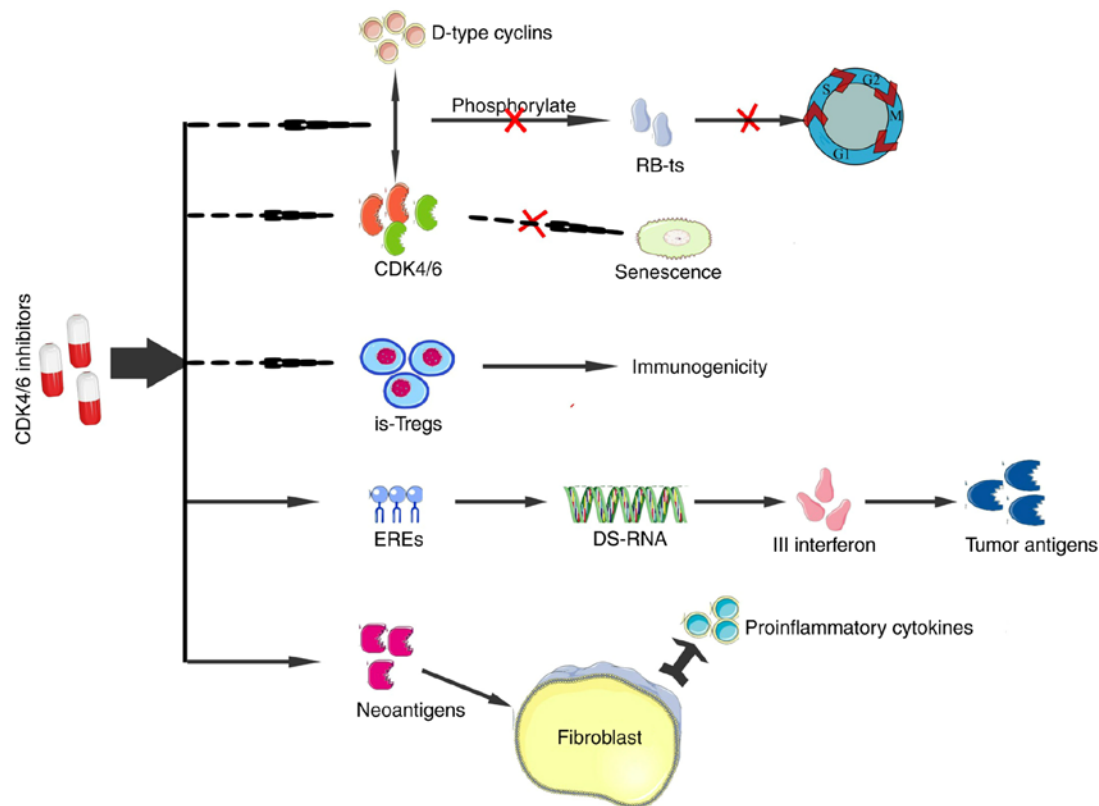 D-type cyclins
Phosphorylate
RB-ts
G2
S
M
G1
CDK4/6
Senescence
CDK4/6 inhibitors
is-Tregs
Immunogenicity
EREs
DS-RNA
III interferon
Tumor antigens
Neoantigens
Proinflammatory cytokines
Fibroblast